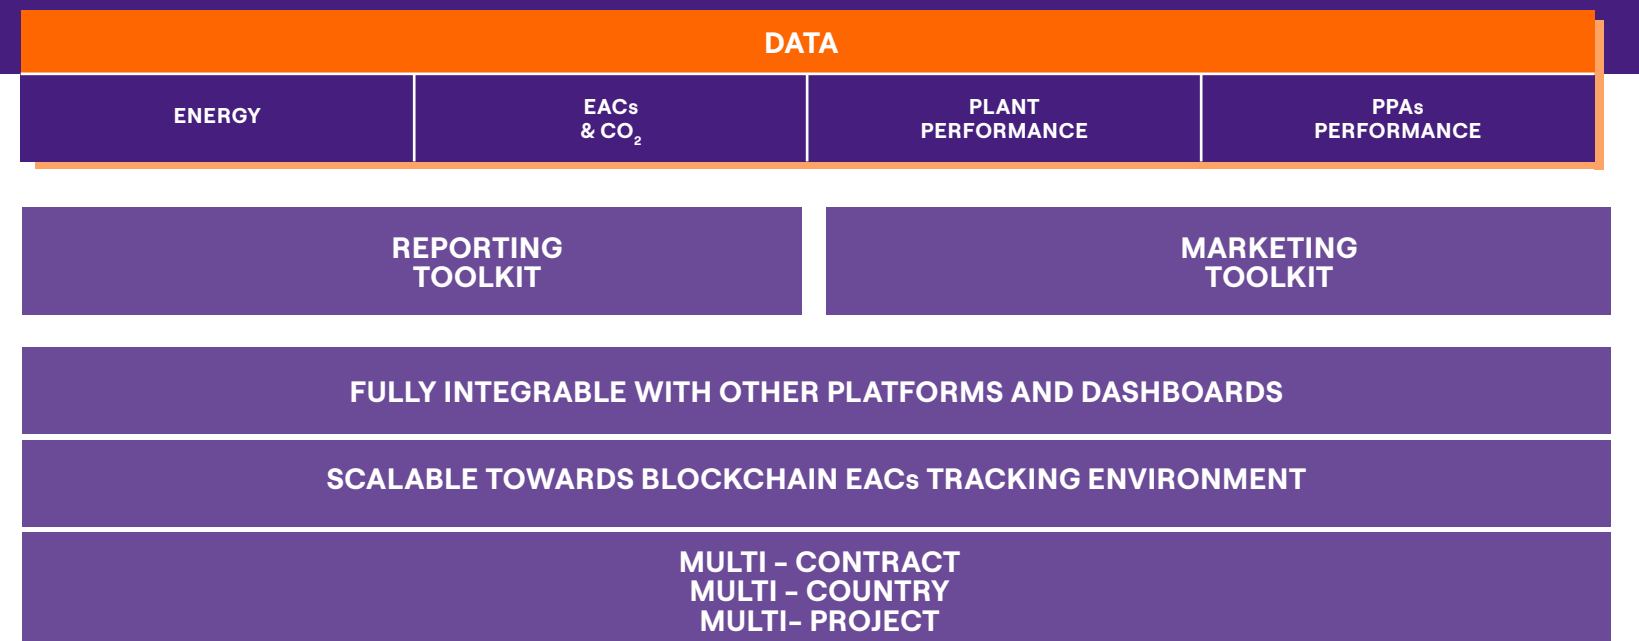 DATA
ENERGY
EACs
& CO₂
PLANT
PERFORMANCE
PPAs
PERFORMANCE
REPORTING
TOOLKIT
MARKETING
TOOLKIT
FULLY INTEGRABLE WITH OTHER PLATFORMS AND DASHBOARDS
SCALABLE TOWARDS BLOCKCHAIN EACs TRACKING ENVIRONMENT
MULTI – CONTRACT
MULTI – COUNTRY
MULTI– PROJECT